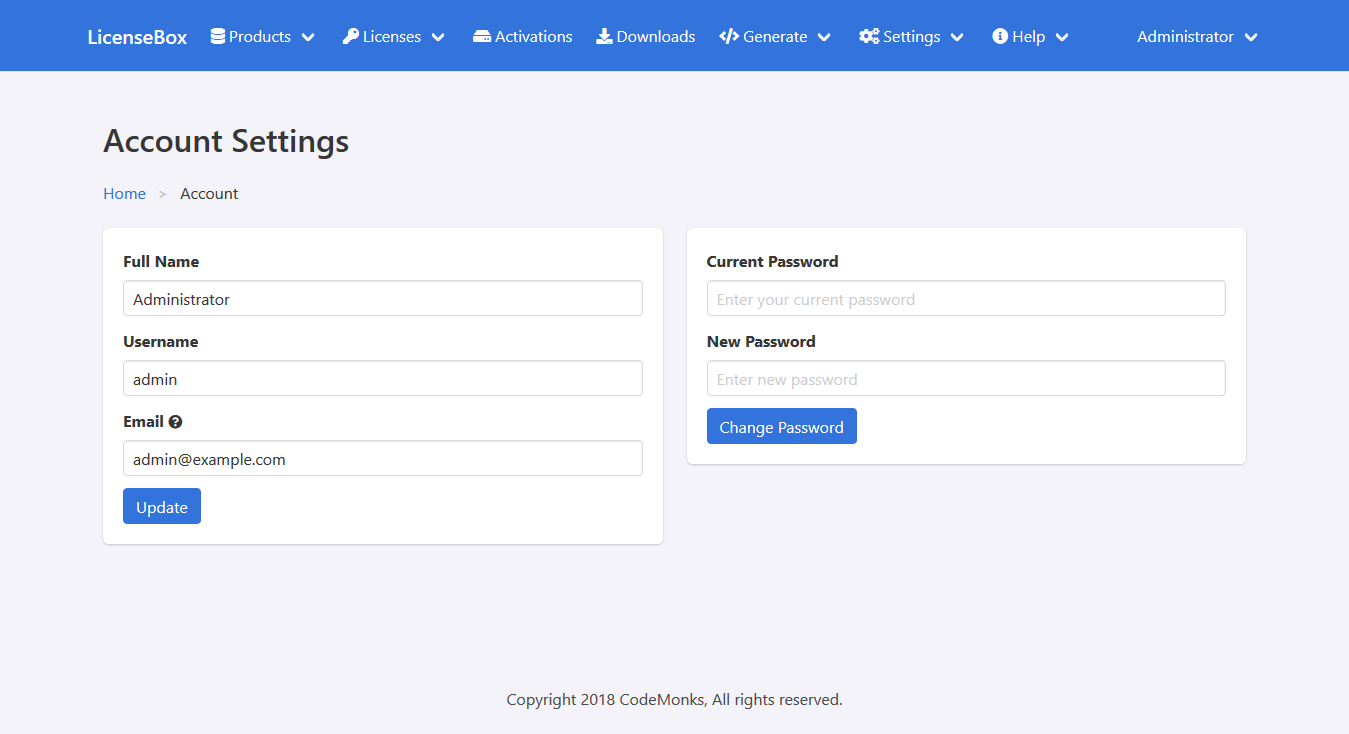 LicenseBox Products Licenses Activations Downloads Generate Settings Help Administrator
Account Settings
Home > Account
Full Name
Administrator
Username
admin
Email
admin@example.com
Update
Current Password
Enter your current password
New Password
Enter new password
Change Password
Copyright 2018 CodeMonks, All rights reserved.